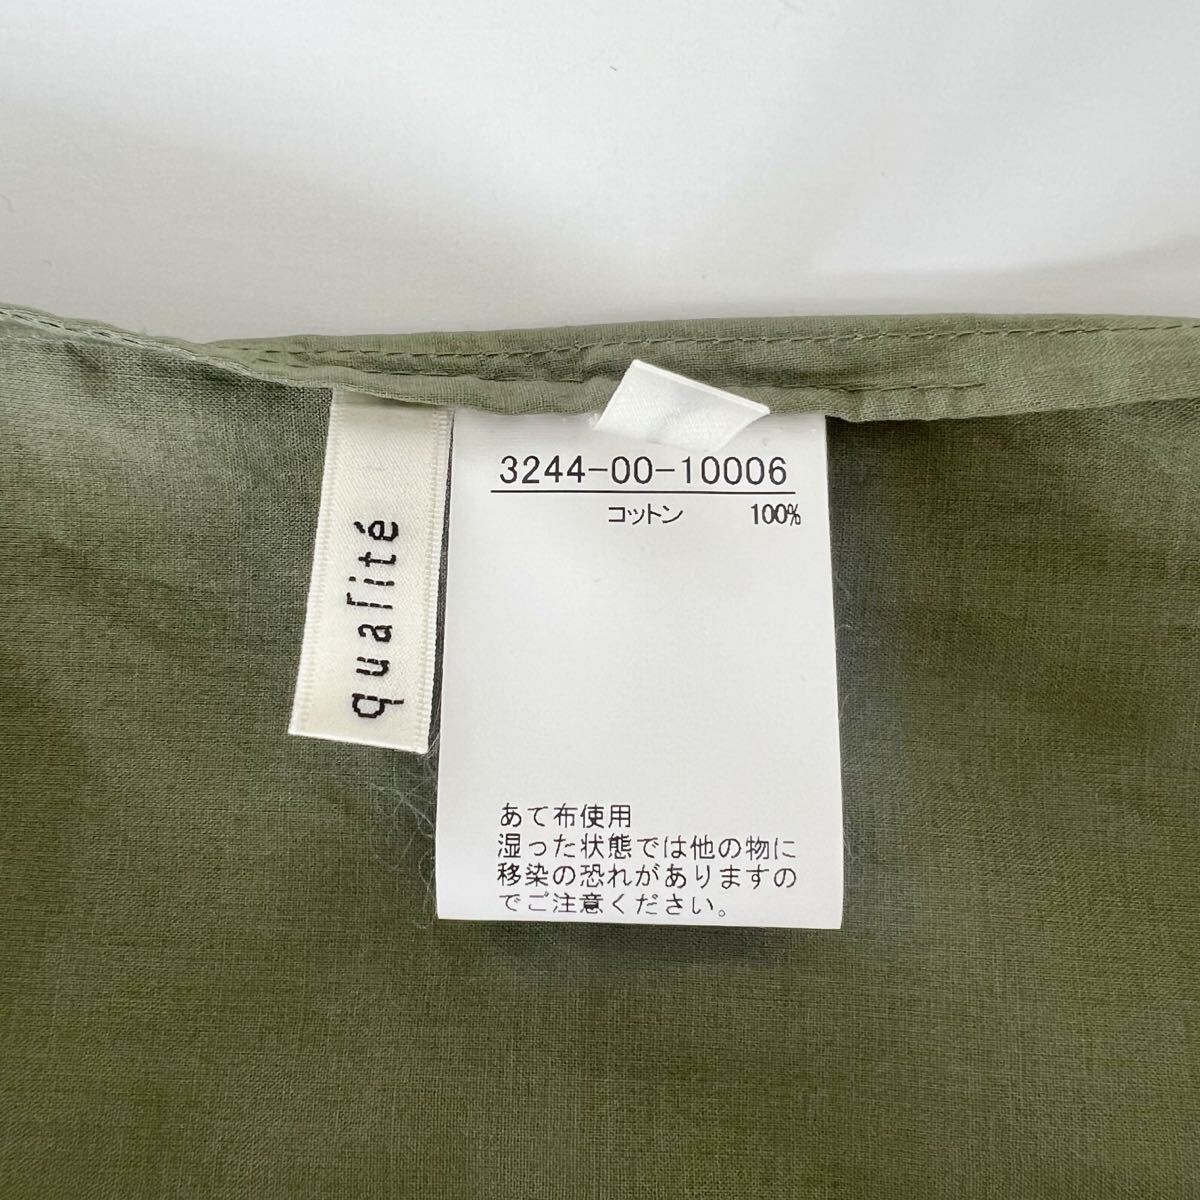 qualité
3244-00-10006
コットン 100%
あて布使用
湿った状態では他の物に
移染の恐れがありますの
でご注意ください。